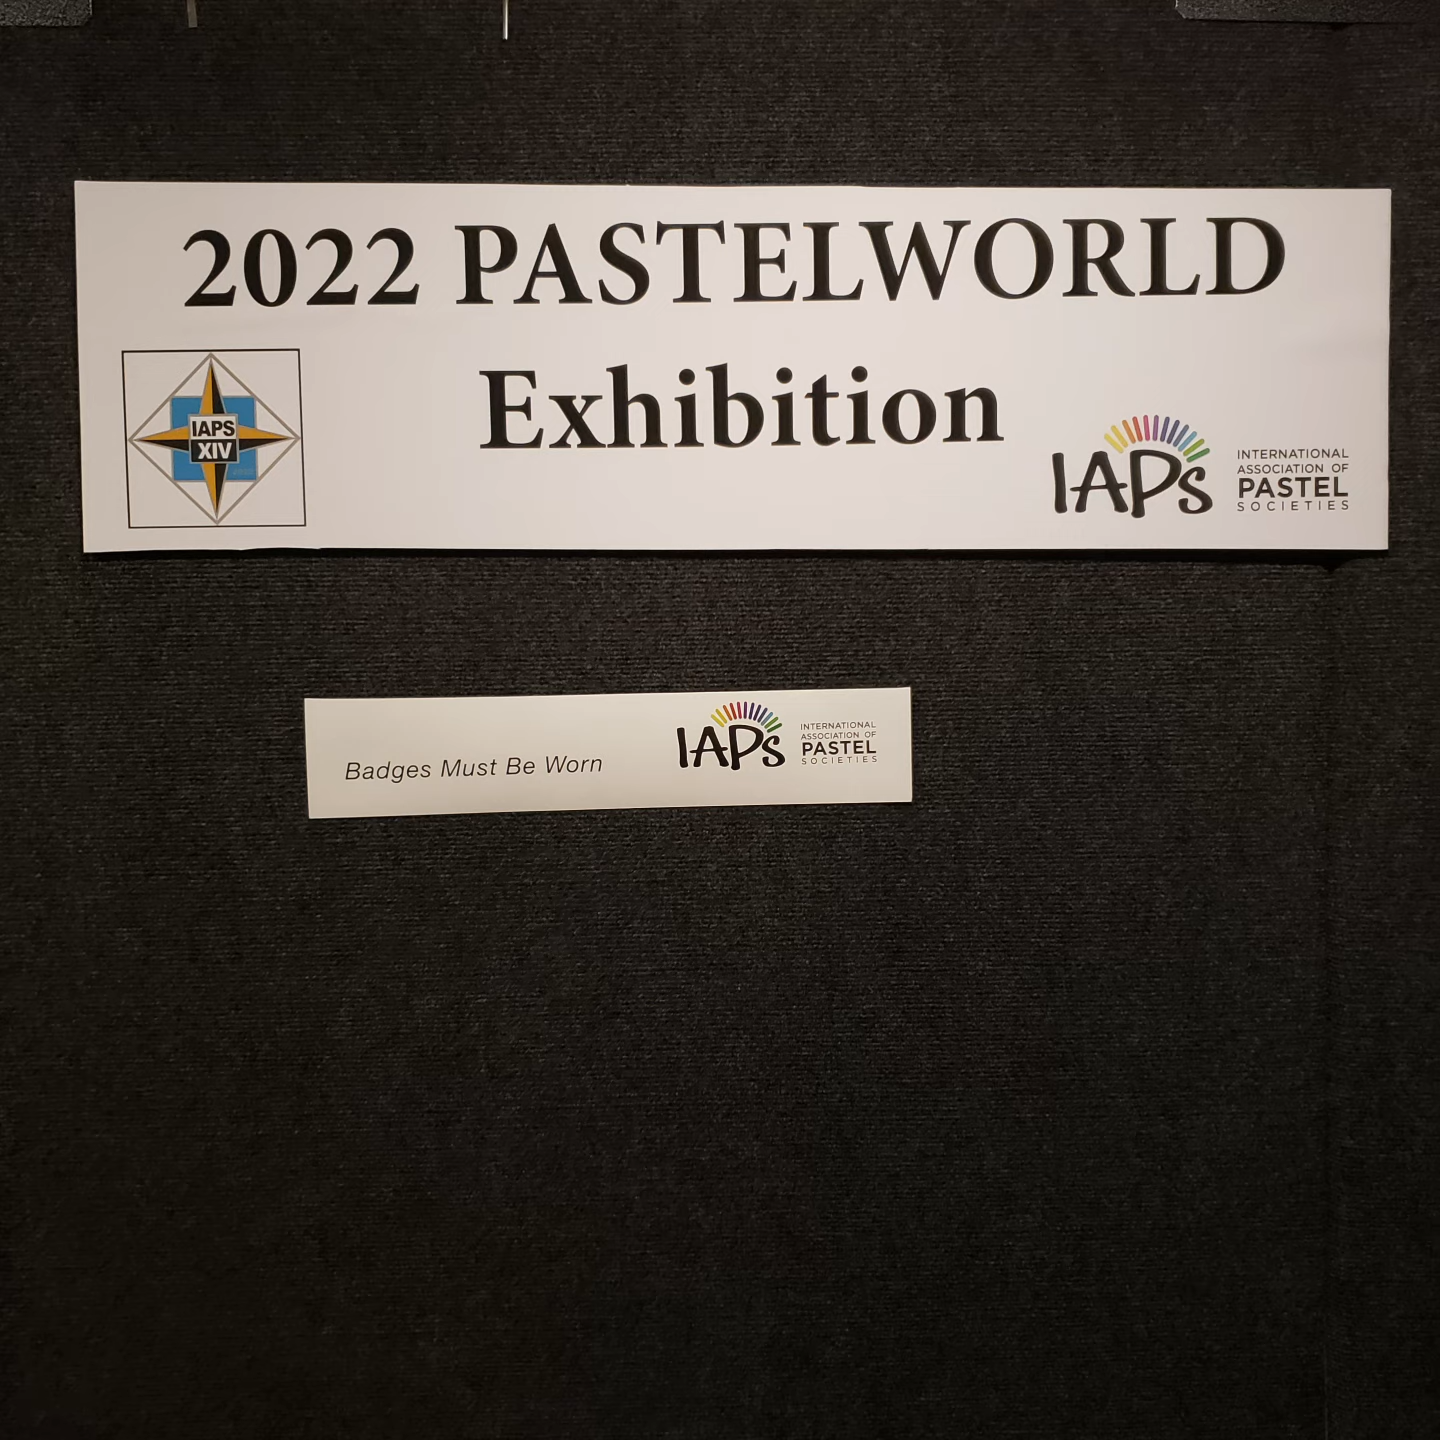 2022 PASTELWORLD
Exhibition
IAPS
XIV
IAPS
INTERNATIONAL
ASSOCIATION OF
PASTEL
SOCIETIES
Badges Must Be Worn
IAPS
INTERNATIONAL
ASSOCIATION OF
PASTEL
SOCIETIES